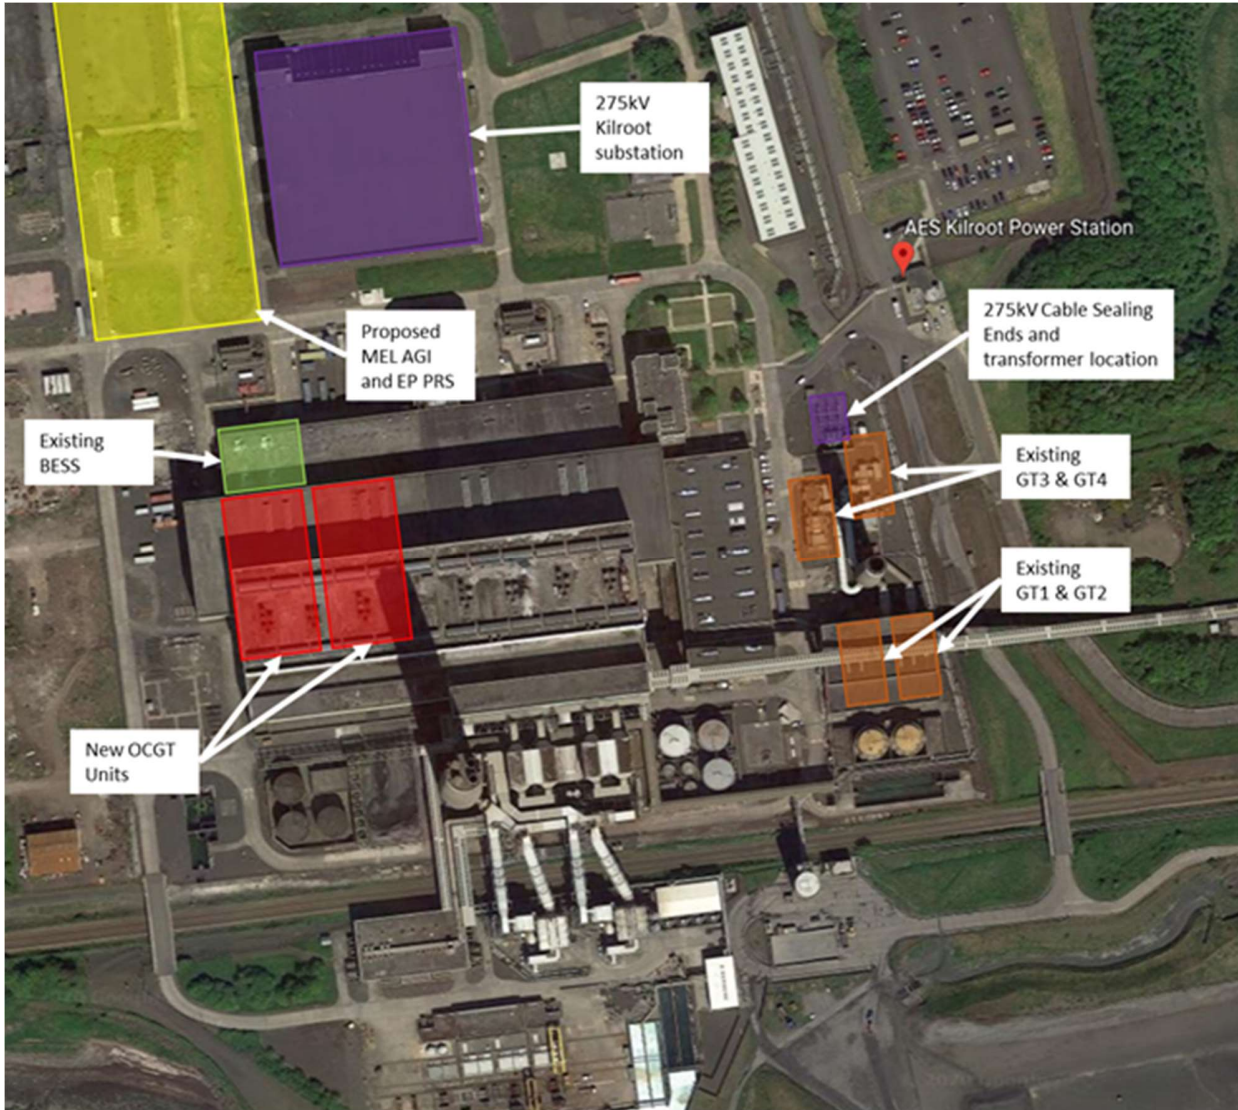 275kV
Kilroot
substation
AES Kilroot Power Station
275kV Cable Sealing
Ends and
transformer location
Proposed
MEL AGI
and EP PRS
Existing
BESS
Existing
GT3 & GT4
Existing
GT1 & GT2
New OCGT
Units